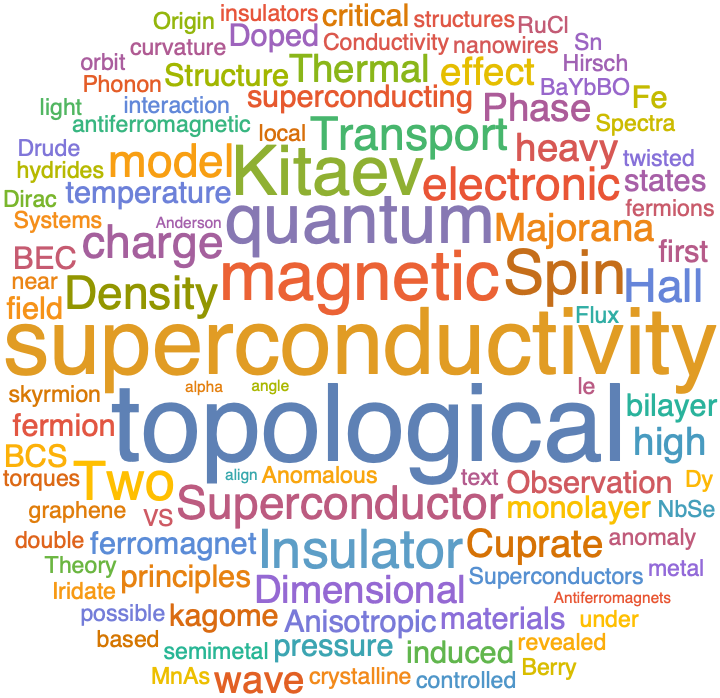 Origin insulators critical structures RuCl
curvature Doped Conductivity nanowires Sn
orbit Structure Thermal effect Hirsch
Phonon superconducting Phase BaYbBO Fe
light interaction
antiferromagnetic local Transport Spectra
Drude model Kitaev heavy twisted
hydrides temperature electronic states
Dirac Anderson quantum Majorana fermions
Systems charge first
BEC magnetic Spin Hall
near Density
field Flux
superconductivity
skyrmion alpha angle le bilayer
fermion topological high
BCS Two align Anomalous text Observation Dy
torques
graphene VS Superconductor monolayer NbSe
double ferromagnet Insulator Cuprate anomaly
Theory principles Superconductors metal
Iridate Dimensional Antiferromagnets
possible kagome Anisotropic materials under
based semimetal pressure induced revealed
MnAs wave crystalline controlled Berry